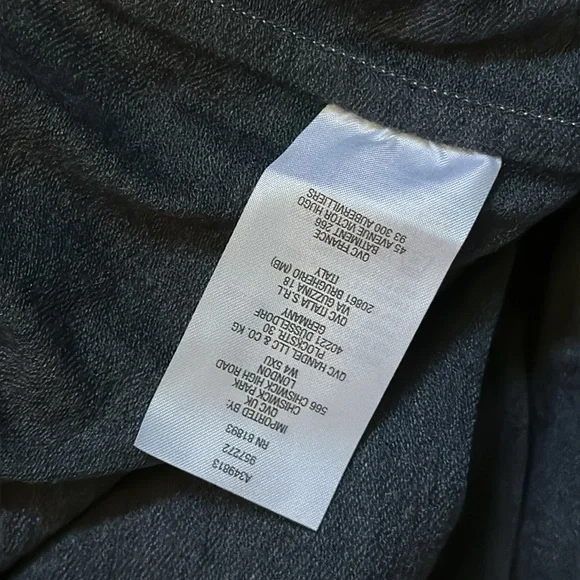 A349813
957272
RN 81893
IMPORTED BY:
QVC UK,
CHISWICK PARK
566 CHISWICK HIGH ROAD
LONDON
W4 5XU
QVC HANDEL LLC & CO. KG
PLOCKSTR. 30
40221 DUSSELDORF
GERMANY
QVC ITALIA S.R.L
VIA GUZZINA 18
20861 BRUGHERIO (MB)
ITALY
QVC FRANCE
BATIMENT 268
45 AVENUE VICTOR HUGO
93 300 AUBERVILLIERS